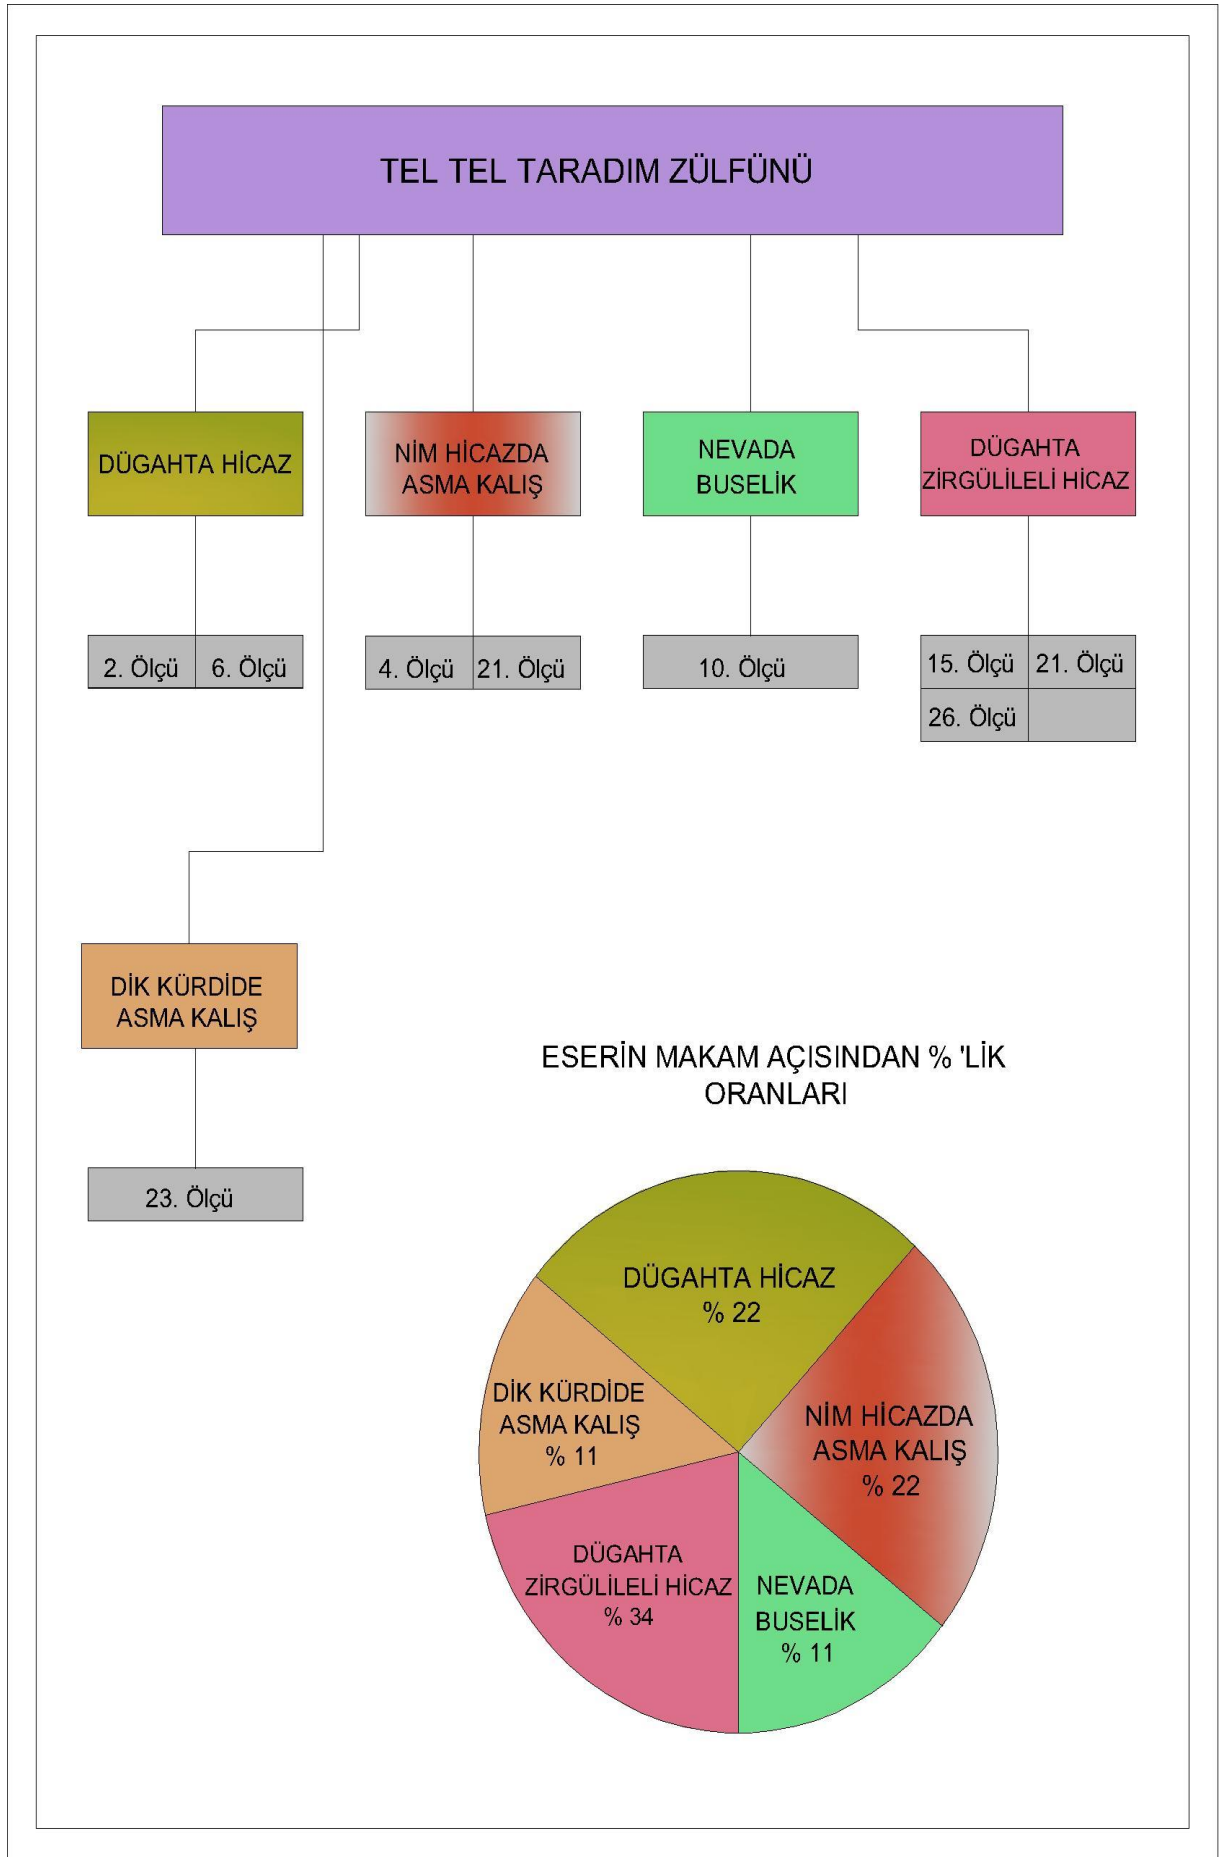 TEL TEL TARADIM ZÜLFÜNÜ
DÜGAHTA HİCAZ
NİM HİCAZDA
ASMA KALIŞ
NEVADA
BUSELİK
DÜGAHTA
ZİRGÜLİLELİ HİCAZ
2. Ölçü
6. Ölçü
4. Ölçü
21. Ölçü
10. Ölçü
15. Ölçü
21. Ölçü
26. Ölçü
DİK KÜRDİDE
ASMA KALIŞ
23. Ölçü
ESERİN MAKAM AÇISINDAN % 'LİK
ORANLARI
DÜGAHTA HİCAZ
% 22
NİM HİCAZDA
ASMA KALIŞ
% 22
DİK KÜRDİDE
ASMA KALIŞ
% 11
DÜGAHTA
ZİRGÜLİLELİ HİCAZ
% 34
NEVADA
BUSELİK
% 11